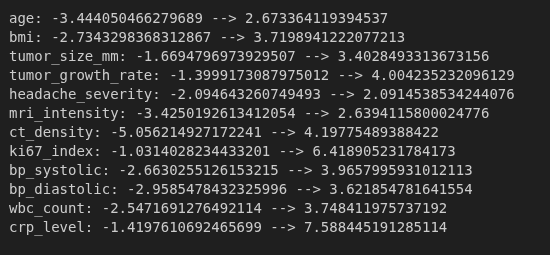 age: -3.444050466279689 --> 2.673364119394537
bmi: -2.7343298368312867 --> 3.7198941222077213
tumor_size_mm: -1.6694796973929507 --> 3.4028493313673156
tumor_growth_rate: -1.3999173087975012 --> 4.004235232096129
headache_severity: -2.094643260749493 --> 2.0914538534244076
mri_intensity: -3.4250192613412054 --> 2.6394115800024776
ct_density: -5.056214927172241 --> 4.19775489388422
ki67_index: -1.0314028234433201 --> 6.418905231784173
bp_systolic: -2.6630255126153215 --> 3.9657995931012113
bp_diastolic: -2.9585478432325996 --> 3.621854781641554
wbc_count: -2.5471691276492114 --> 3.748411975737192
crp_level: -1.4197610692465699 --> 7.588445191285114